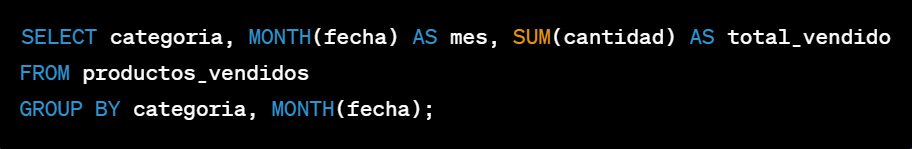 SELECT categoria, MONTH(fecha) AS mes, SUM(cantidad) AS total_vendido
FROM productos_vendidos
GROUP BY categoria, MONTH(fecha);